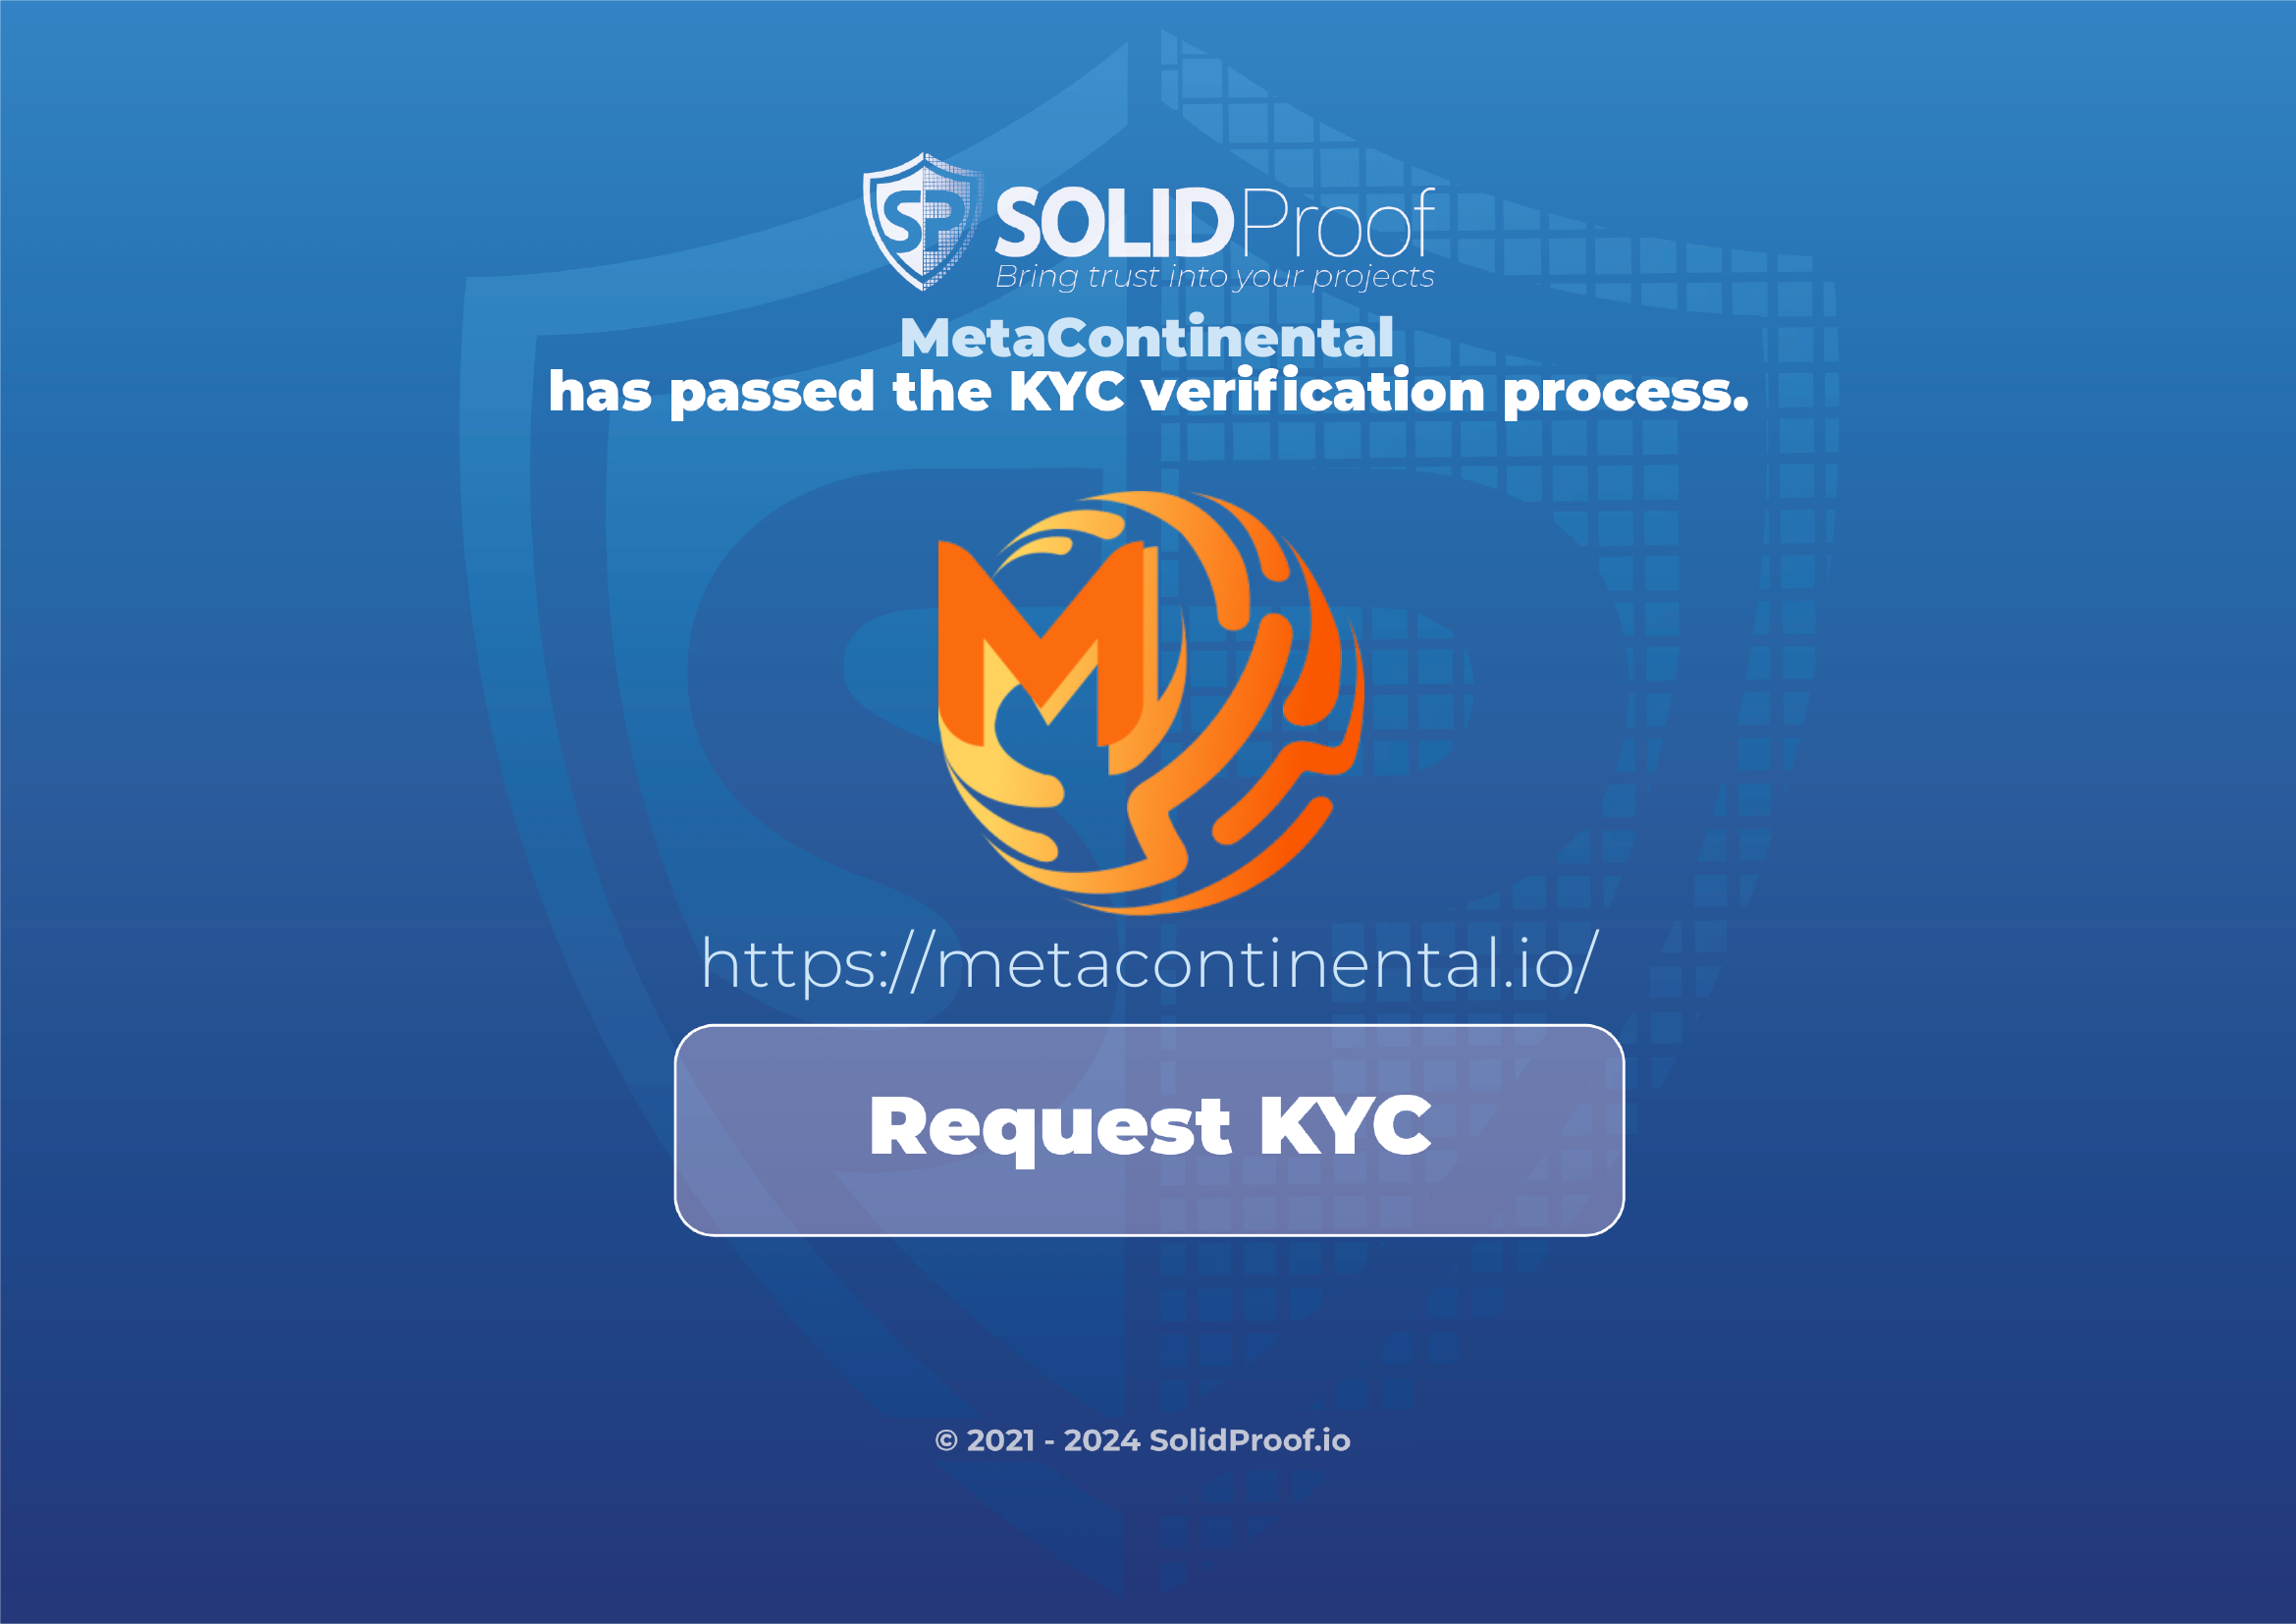 SP SOLIDProof
Bring trust into your projects
MetaContinental
has passed the KYC verification process.
M
https://metacontinental.io/
Request KYC
© 2021 - 2024 SolidProof.io